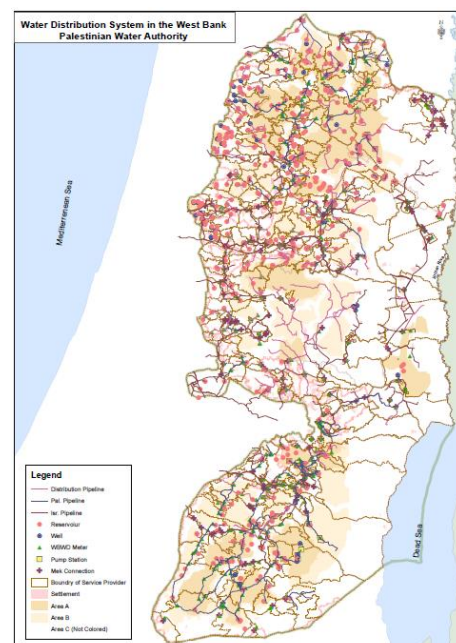 Water Distribution System in the West Bank
Palestinian Water Authority
Mediterranean Sea
Dead Sea
Legend
Distribution Pipeline
Pal. Pipeline
Isr. Pipeline
Reservoiur
Well
WBWD Meter
Pump Station
Mek Connection
Boundry of Service Provider
Settlement
Area A
Area B
Area C (Not Colored)